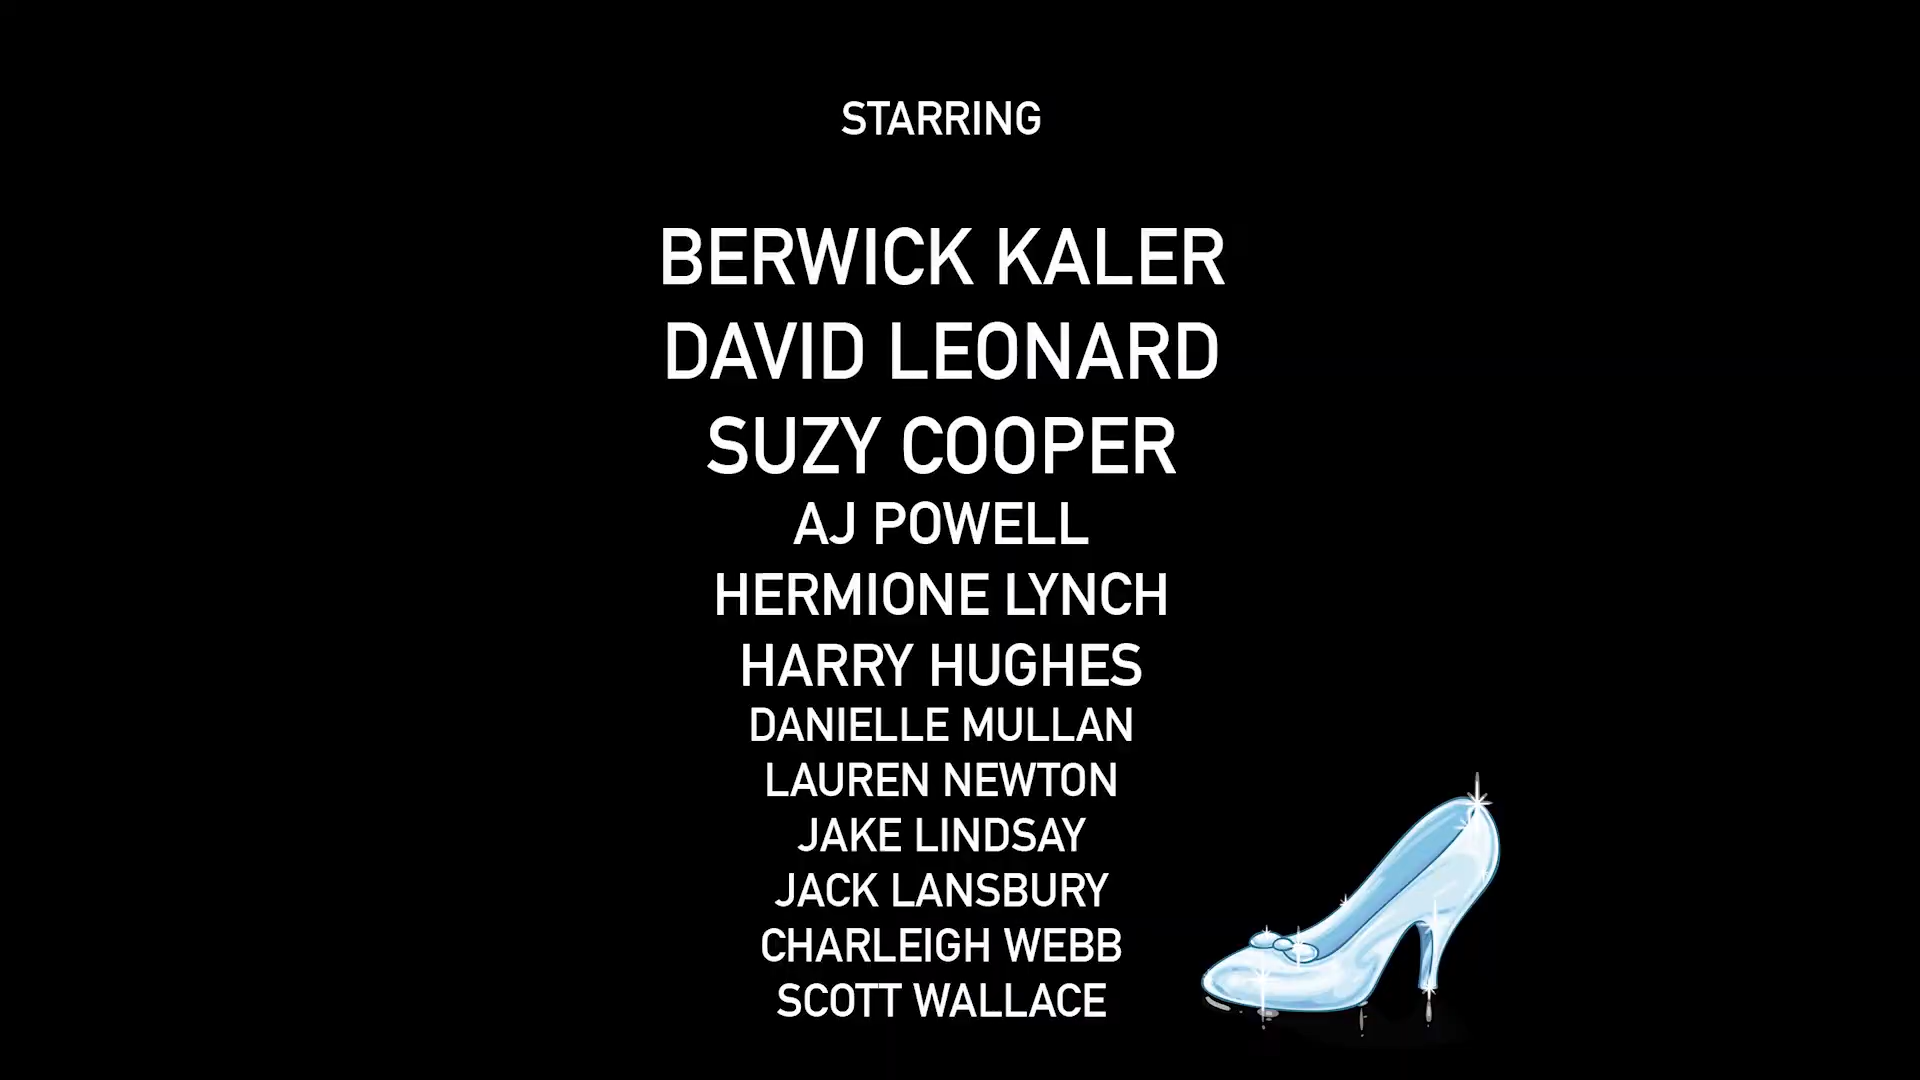 STARRING
BERWICK KALER
DAVID LEONARD
SUZY COOPER
AJ POWELL
HERMIONE LYNCH
HARRY HUGHES
DANIELLE MULLAN
LAUREN NEWTON
JAKE LINDSAY
JACK LANSBURY
CHARLEIGH WEBB
SCOTT WALLACE